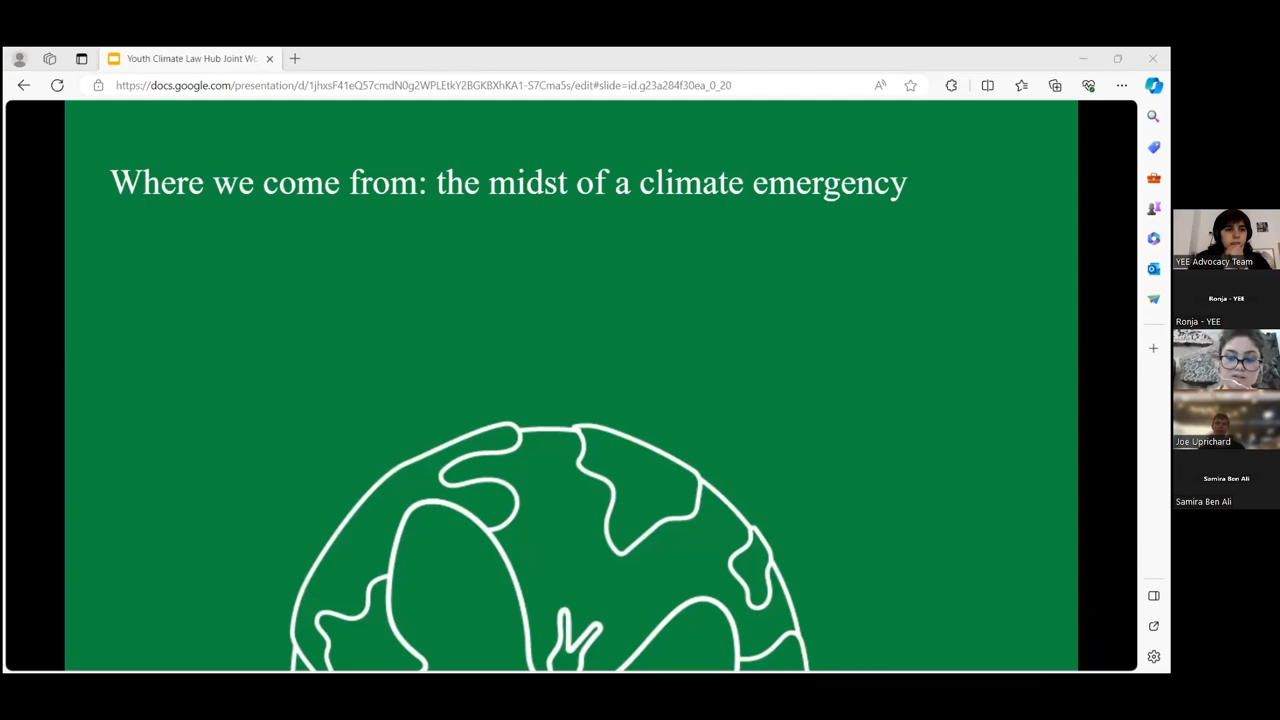 Youth Climate Law Hub Joint Wo
https://docs.google.com/presentation/d/1jhxsF41eQ57cmdN0g2WPLEtkY2BGKBXhKA1-S7Cma5s/edit#slide=id.g23a284f30ea_0_20
Where we come from: the midst of a climate emergency
YEE Advocacy Team
Ronja - YEE
Ronja - YEE
Joe Uprichard
Samira Ben Ali
Samira Ben Ali